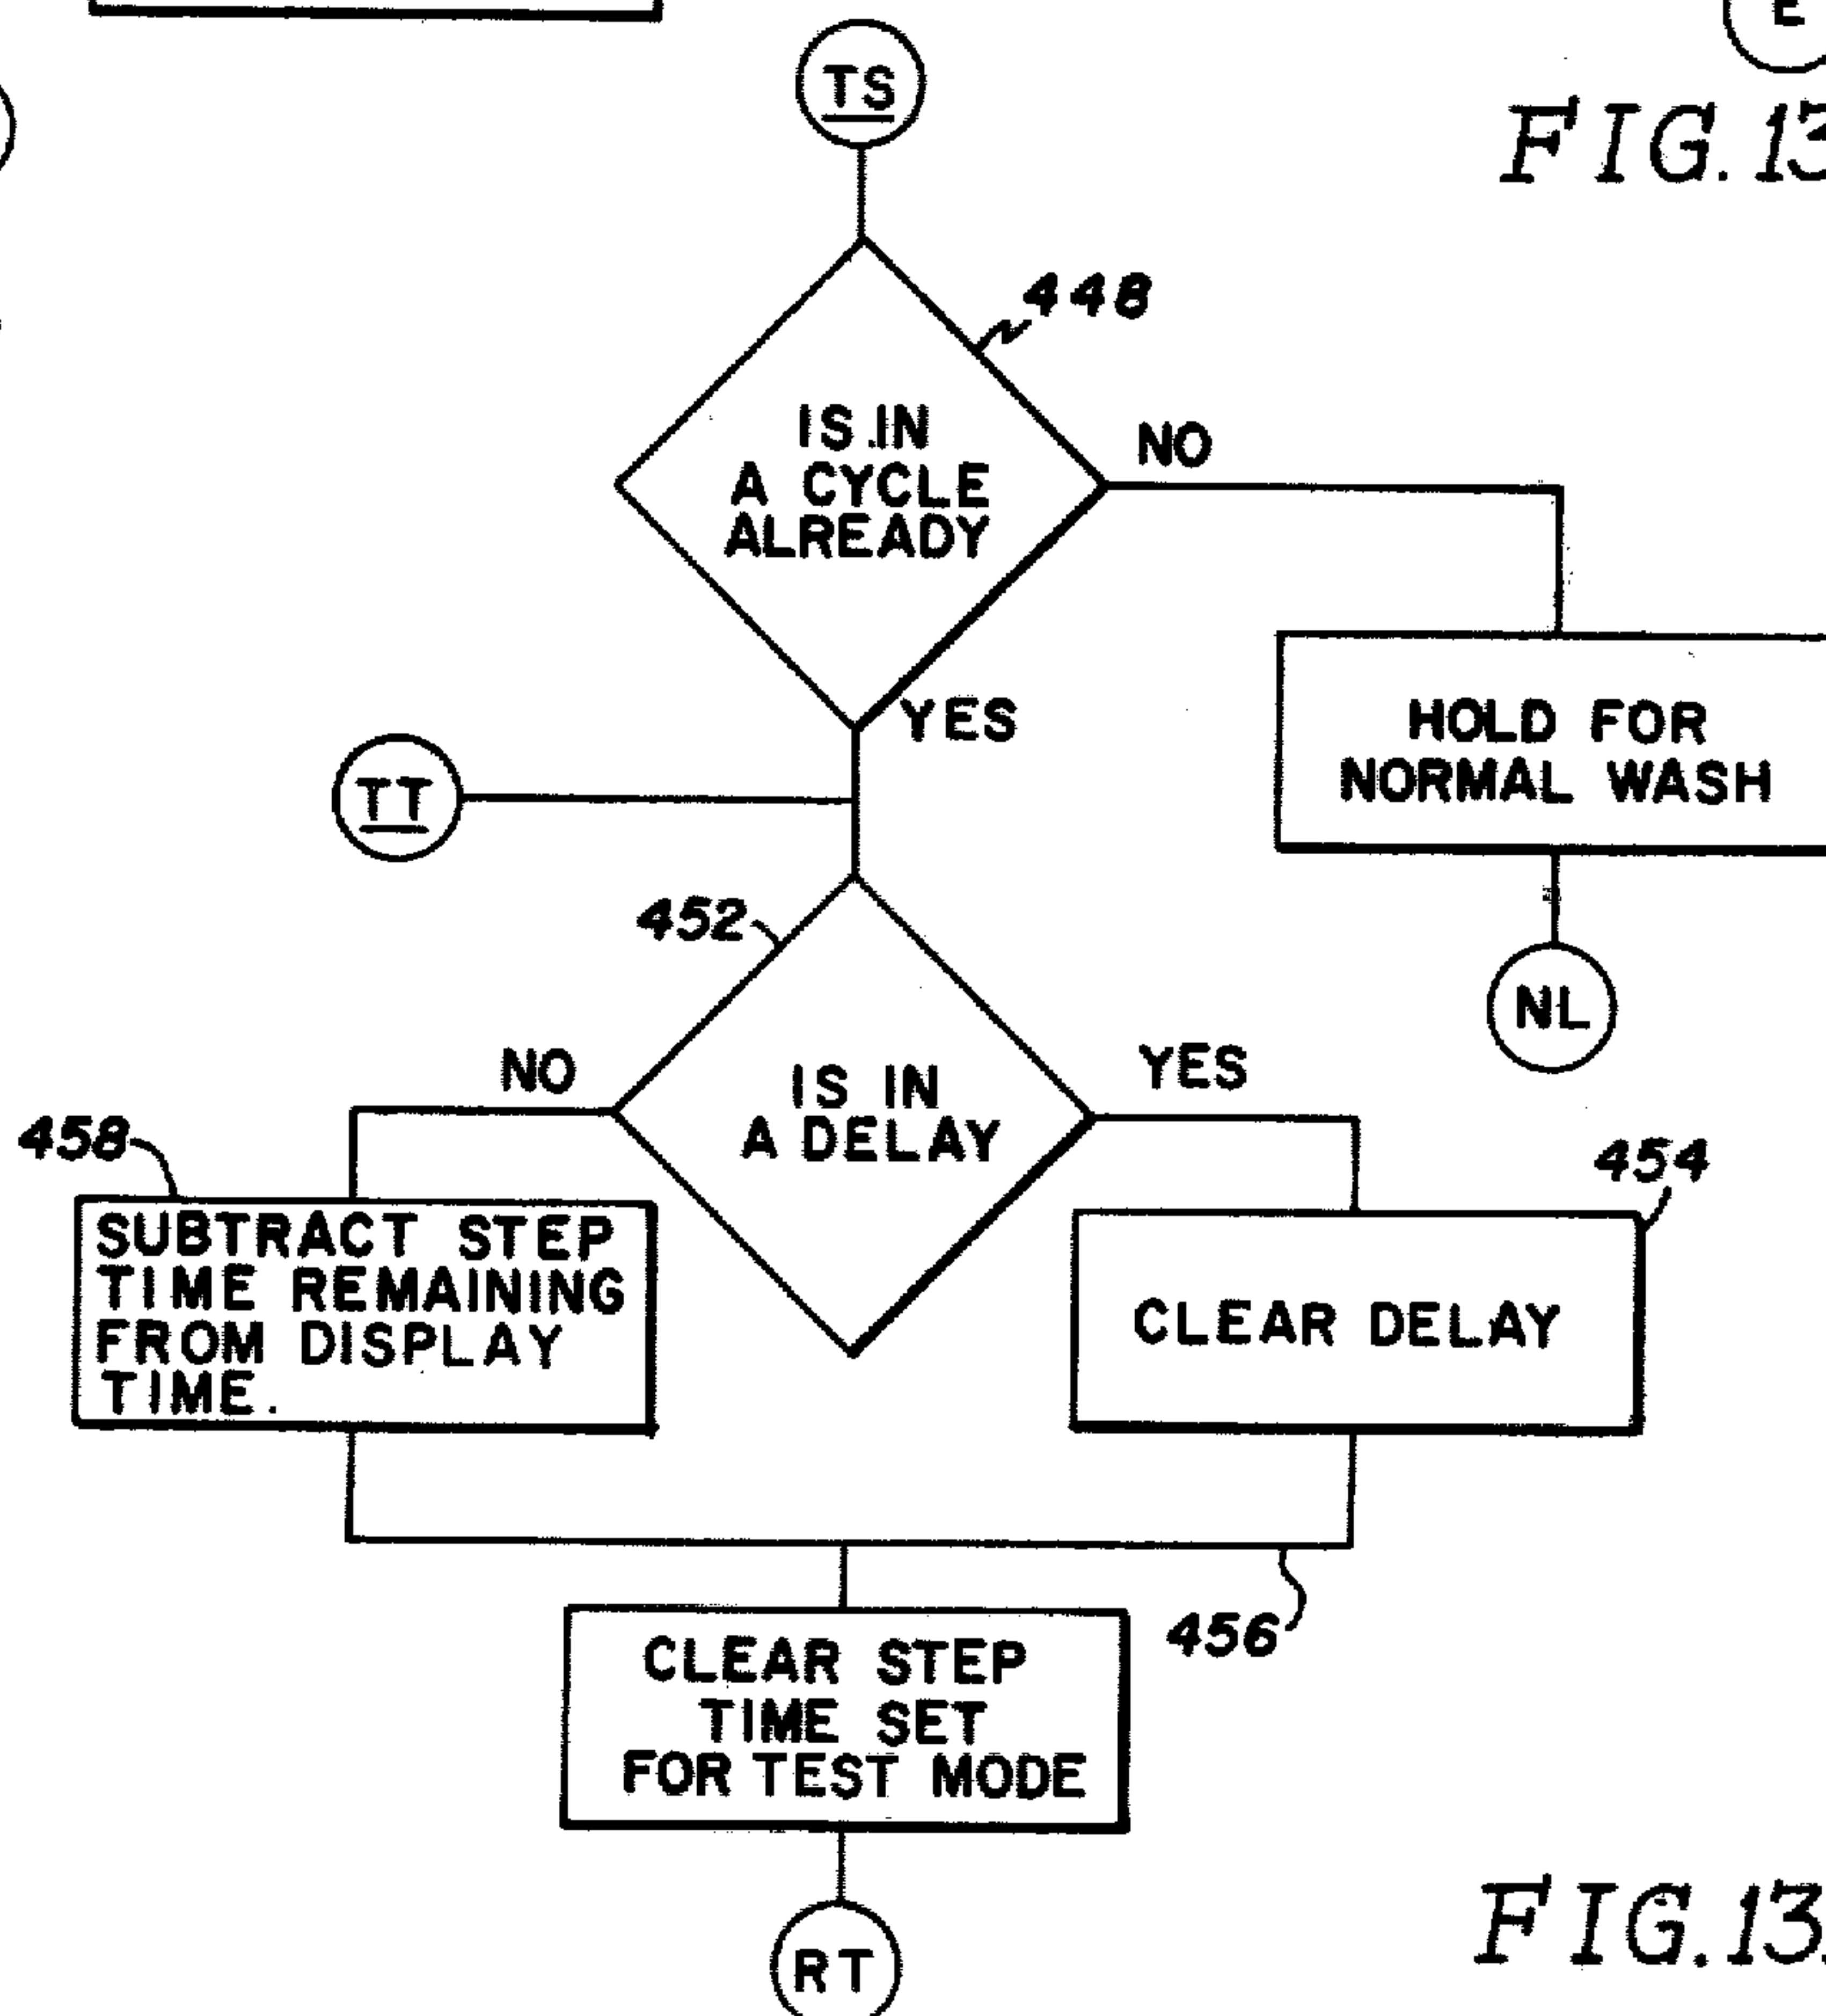 E
TS
FIG. 13
448
IS IN
A CYCLE
ALREADY
NO
YES
HOLD FOR
NORMAL WASH
TT
452
NL
NO
IS IN
A DELAY
YES
458
454
SUBTRACT STEP
TIME REMAINING
FROM DISPLAY
TIME.
CLEAR DELAY
456
CLEAR STEP
TIME SET
FOR TEST MODE
RT
FIG. 13